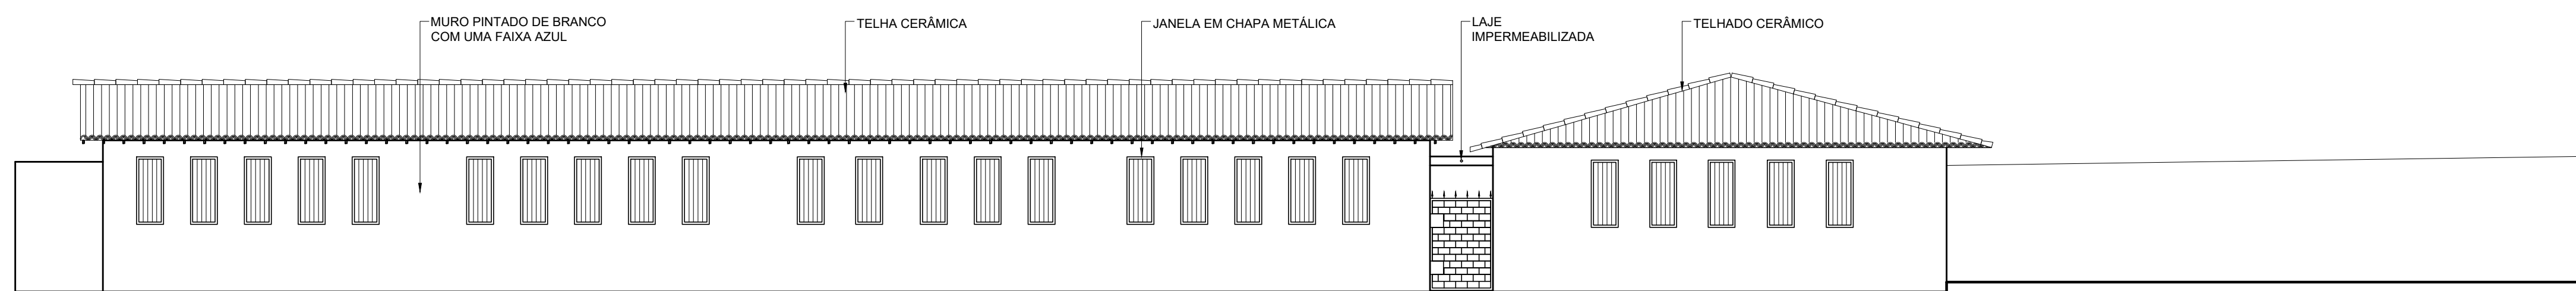 MURO PINTADO DE BRANCO
COM UMA FAIXA AZUL
TELHA CERÂMICA
JANELA EM CHAPA METÁLICA
LAJE
IMPERMEABILIZADA
TELHADO CERÂMICO